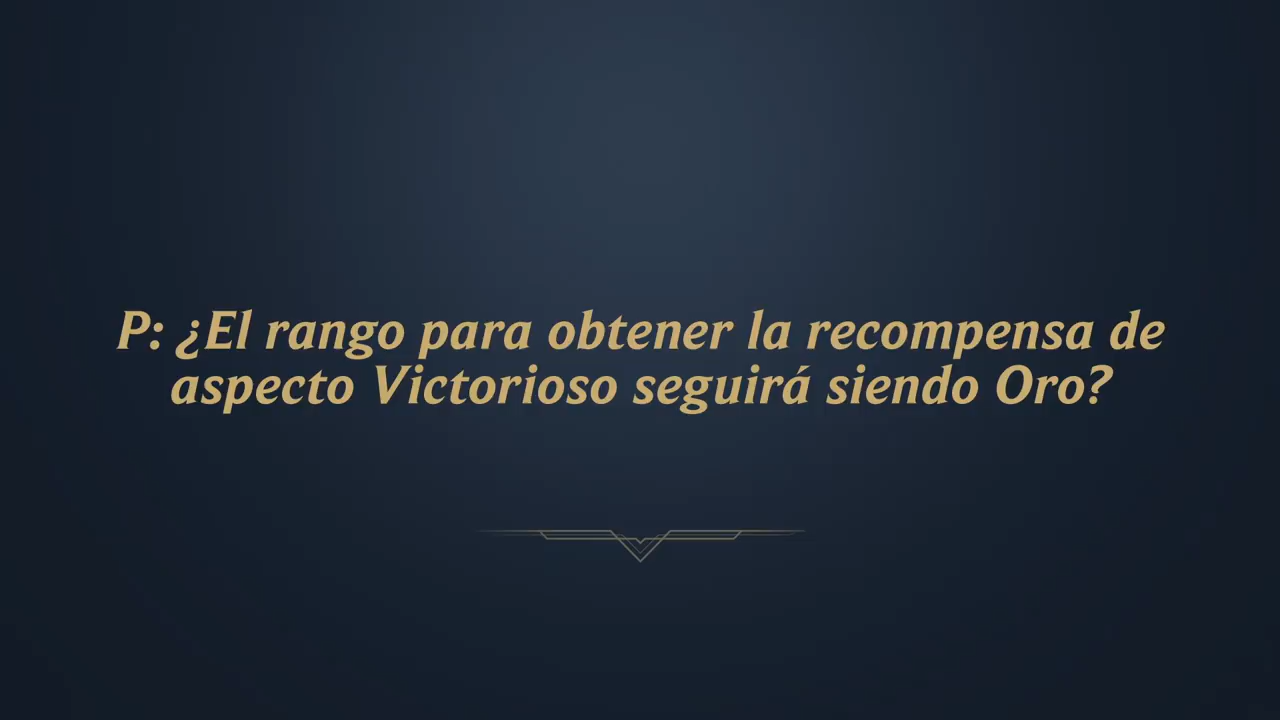 P: ¿El rango para obtener la recompensa de
aspecto Victorioso seguirá siendo Oro?